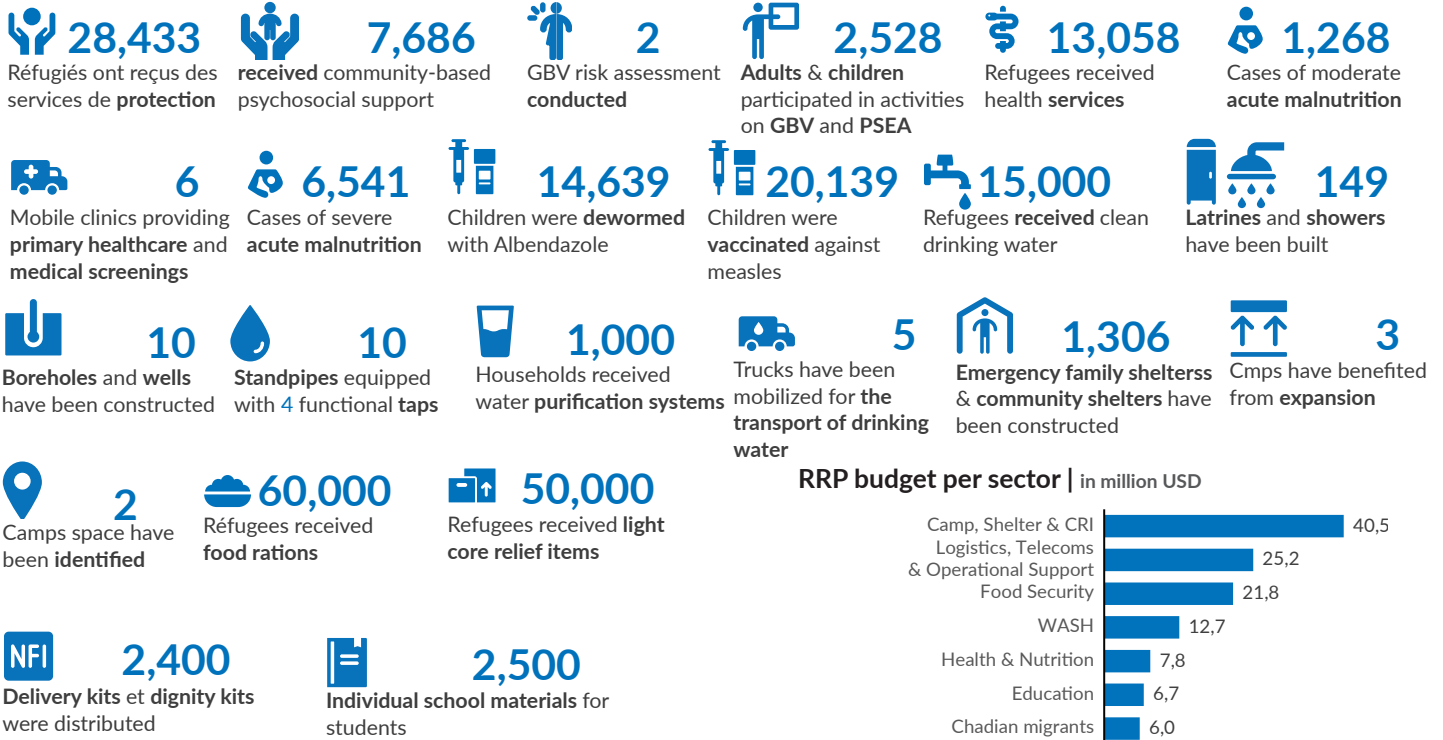 28,433
Réfugiés ont reçus des
services de protection
7,686
received community-based
psychosocial support
2
GBV risk assessment
conducted
2,528
Adults & children
participated in activities
on GBV and PSEA
13,058
Refugees received
health services
1,268
Cases of moderate
acute malnutrition
6
Mobile clinics providing
primary healthcare and
medical screenings
6,541
Cases of severe
acute malnutrition
14,639
Children were dewormed
with Albendazole
20,139
Children were
vaccinated against
measles
15,000
Refugees received clean
drinking water
149
Latrines and showers
have been built
10
Boreholes and wells
have been constructed
10
Standpipes equipped
with 4 functional taps
1,000
Households received
water purification systems
5
Trucks have been
mobilized for the
transport of drinking
water
1,306
Emergency family shelterss
& community shelters have
been constructed
3
Cmps have benefited
from expansion
2
Camps space have
been identified
60,000
Réfugees received
food rations
50,000
Refugees received light
core relief items
NFI
2,400
Delivery kits et dignity kits
were distributed
2,500
Individual school materials for
students
RRP budget per sector | in million USD
Camp, Shelter & CRI 40,5
Logistics, Telecoms
& Operational Support 25,2
Food Security 21,8
WASH 12,7
Health & Nutrition 7,8
Education 6,7
Chadian migrants 6,0